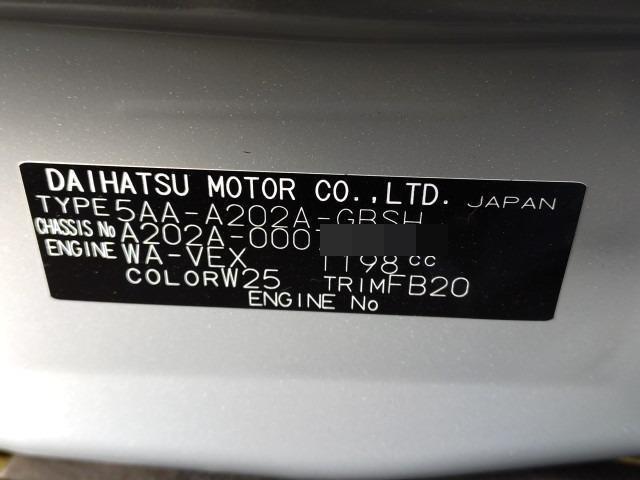 DAIHATSU MOTOR CO.,LTD. JAPAN
TYPE 5AA-A202A-GBSH
CHASSIS No A202A-000
ENGINE WA-VEX 1198 cc
COLOR W25 TRIM FB20
ENGINE No